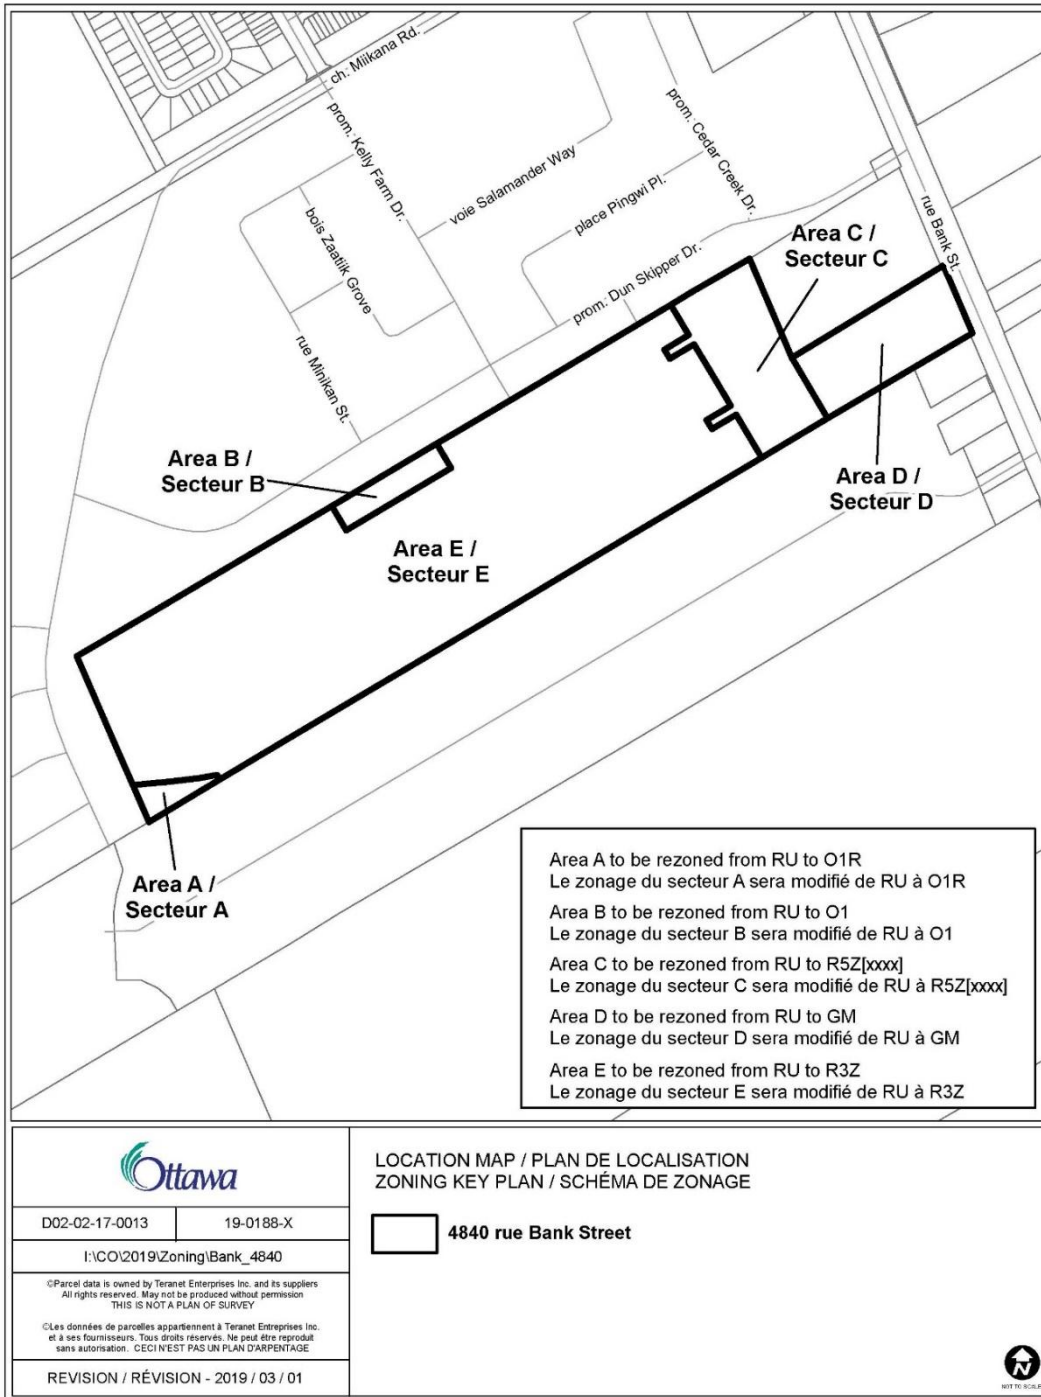 ch. Miikana Rd.
prom. Kelly Farm Dr.
voie Salamander Way
prom. Cedar Creek Dr.
place Pingwi Pl.
bois Zaatiik Grove
rue Bank St.
prom. Dun Skipper Dr.
rue Minikan St.
Area C /
Secteur C
Area B /
Secteur B
Area D /
Secteur D
Area E /
Secteur E
Area A /
Secteur A
Area A to be rezoned from RU to O1R
Le zonage du secteur A sera modifié de RU à O1R
Area B to be rezoned from RU to O1
Le zonage du secteur B sera modifié de RU à O1
Area C to be rezoned from RU to R5Z[xxxx]
Le zonage du secteur C sera modifié de RU à R5Z[xxxx]
Area D to be rezoned from RU to GM
Le zonage du secteur D sera modifié de RU à GM
Area E to be rezoned from RU to R3Z
Le zonage du secteur E sera modifié de RU à R3Z
Ottawa
D02-02-17-0013
19-0188-X
I:\CO\2019\Zoning\Bank_4840
©Parcel data is owned by Teranet Enterprises Inc. and its suppliers
All rights reserved. May not be produced without permission
THIS IS NOT A PLAN OF SURVEY
©Les données de parcelles appartiennent à Teranet Entreprises Inc.
et à ses fournisseurs. Tous droits réservés. Ne peut être reproduit
sans autorisation. CECI N'EST PAS UN PLAN D'ARPENTAGE
REVISION / RÉVISION - 2019 / 03 / 01
LOCATION MAP / PLAN DE LOCALISATION
ZONING KEY PLAN / SCHÉMA DE ZONAGE
4840 rue Bank Street
N
NOT TO SCALE